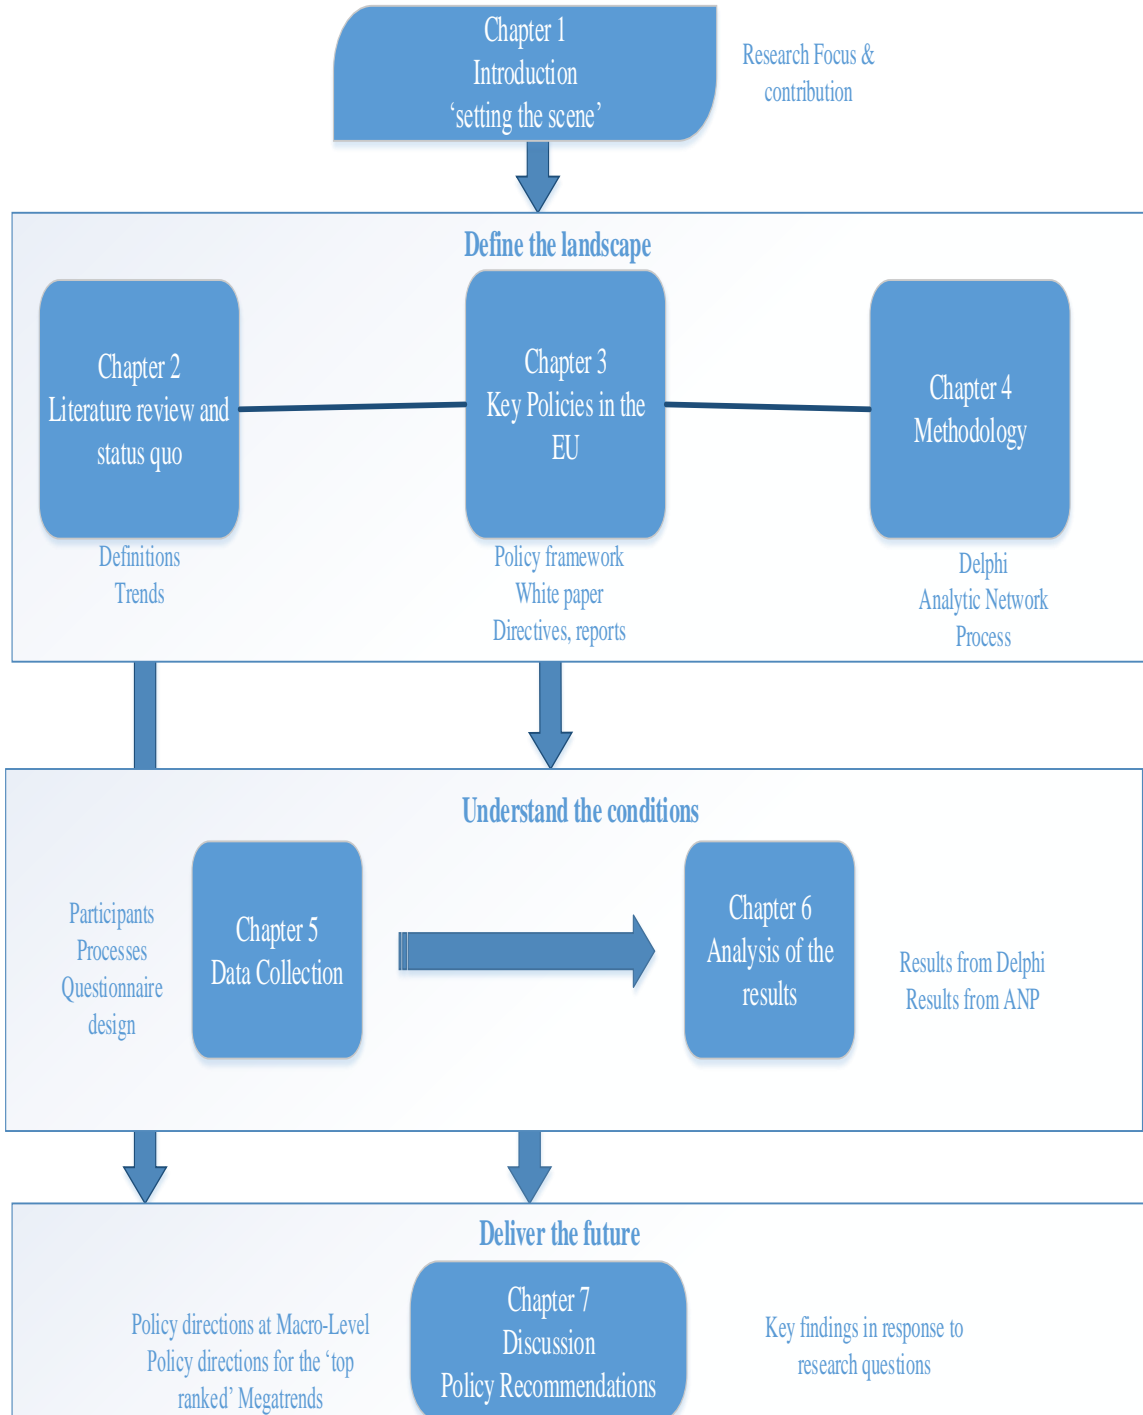 Chapter 1
Introduction
‘setting the scene’
Research Focus &
contribution
Define the landscape
Chapter 2
Literature review and
status quo
Definitions
Trends
Chapter 3
Key Policies in the
EU
Policy framework
White paper
Directives, reports
Chapter 4
Methodology
Delphi
Analytic Network
Process
Understand the conditions
Participants
Processes
Questionnaire
design
Chapter 5
Data Collection
Chapter 6
Analysis of the
results
Results from Delphi
Results from ANP
Deliver the future
Policy directions at Macro-Level
Policy directions for the ‘top
ranked’ Megatrends
Chapter 7
Discussion
Policy Recommendations
Key findings in response to
research questions